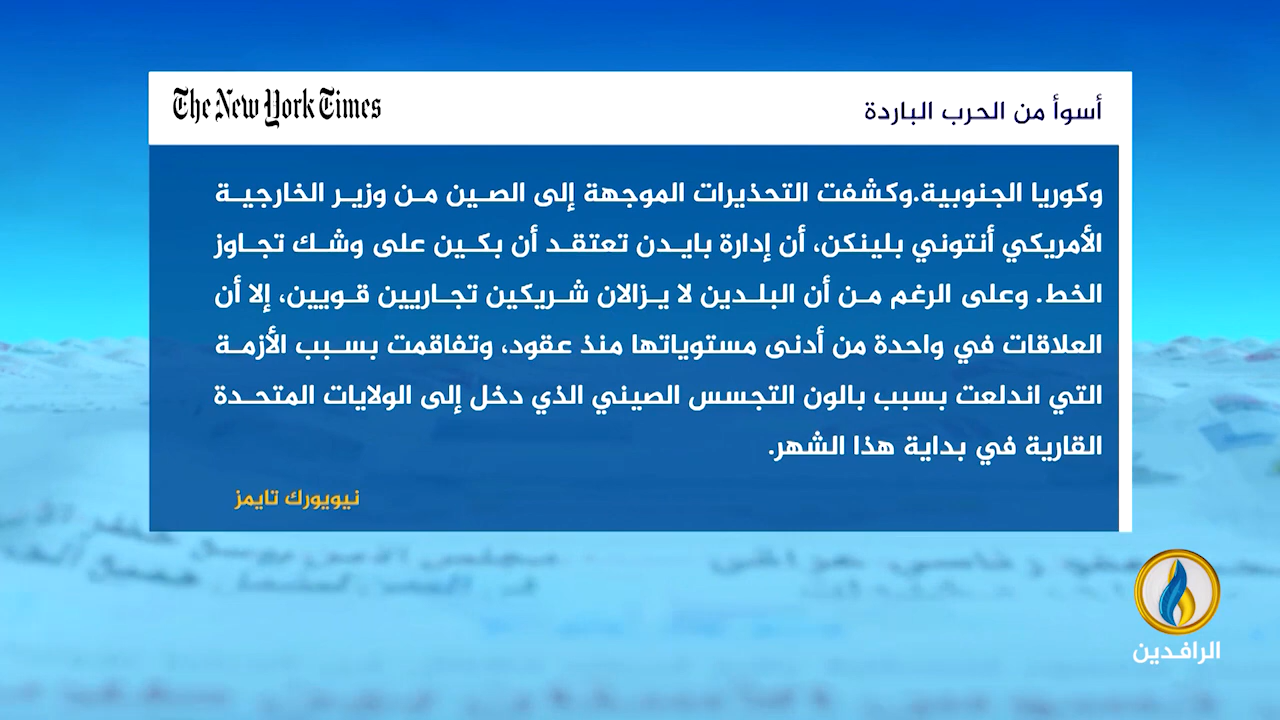 The New York Times
أسوأ من الحرب الباردة
وكوريا الجنوبية.وكشفت التحذيرات الموجهة إلى الصين من وزير الخارجية
الأمريكي أنتوني بلينكن، أن إدارة بايدن تعتقد أن بكين على وشك تجاوز
الخط. وعلى الرغم من أن البلدين لا يزالان شريكين تجاريين قويين، إلا أن
العلاقات في واحدة من أدنى مستوياتها منذ عقود، وتفاقمت بسبب الأزمة
التي اندلعت بسبب بالون التجسس الصيني الذي دخل إلى الولايات المتحدة
القارية في بداية هذا الشهر.
نيويورك تايمز
الرافدين